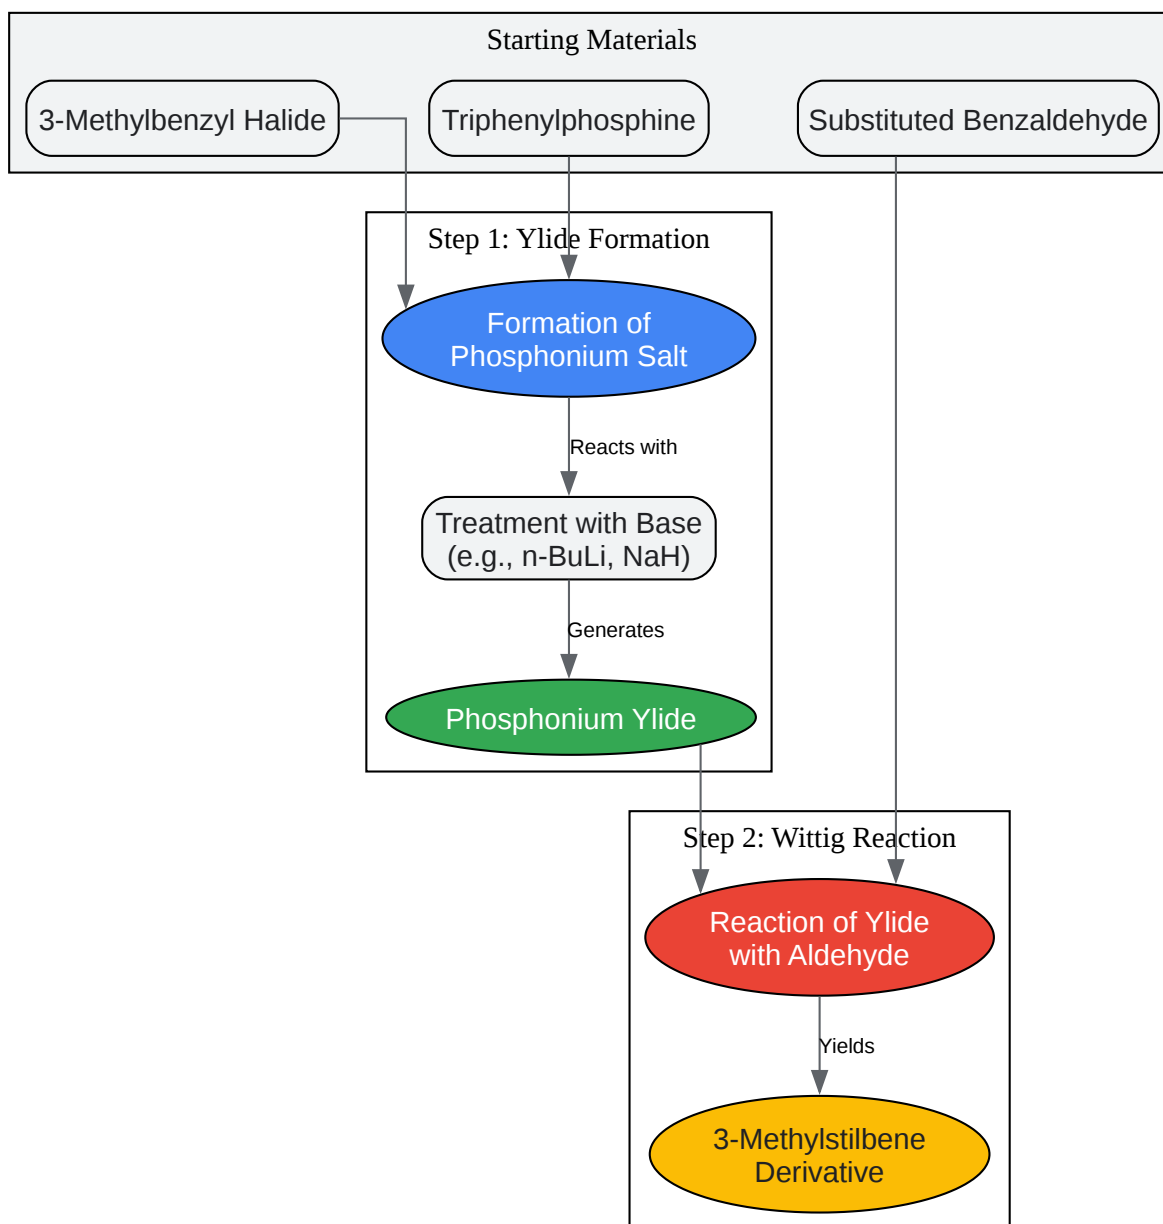 Starting Materials
3-Methylbenzyl Halide
Triphenylphosphine
Substituted Benzaldehyde
Step 1: Ylide Formation
Formation of
Phosphonium Salt
Reacts with
Treatment with Base
(e.g., n-BuLi, NaH)
Generates
Phosphonium Ylide
Step 2: Wittig Reaction
Reaction of Ylide
with Aldehyde
Yields
3-Methylstilbene
Derivative